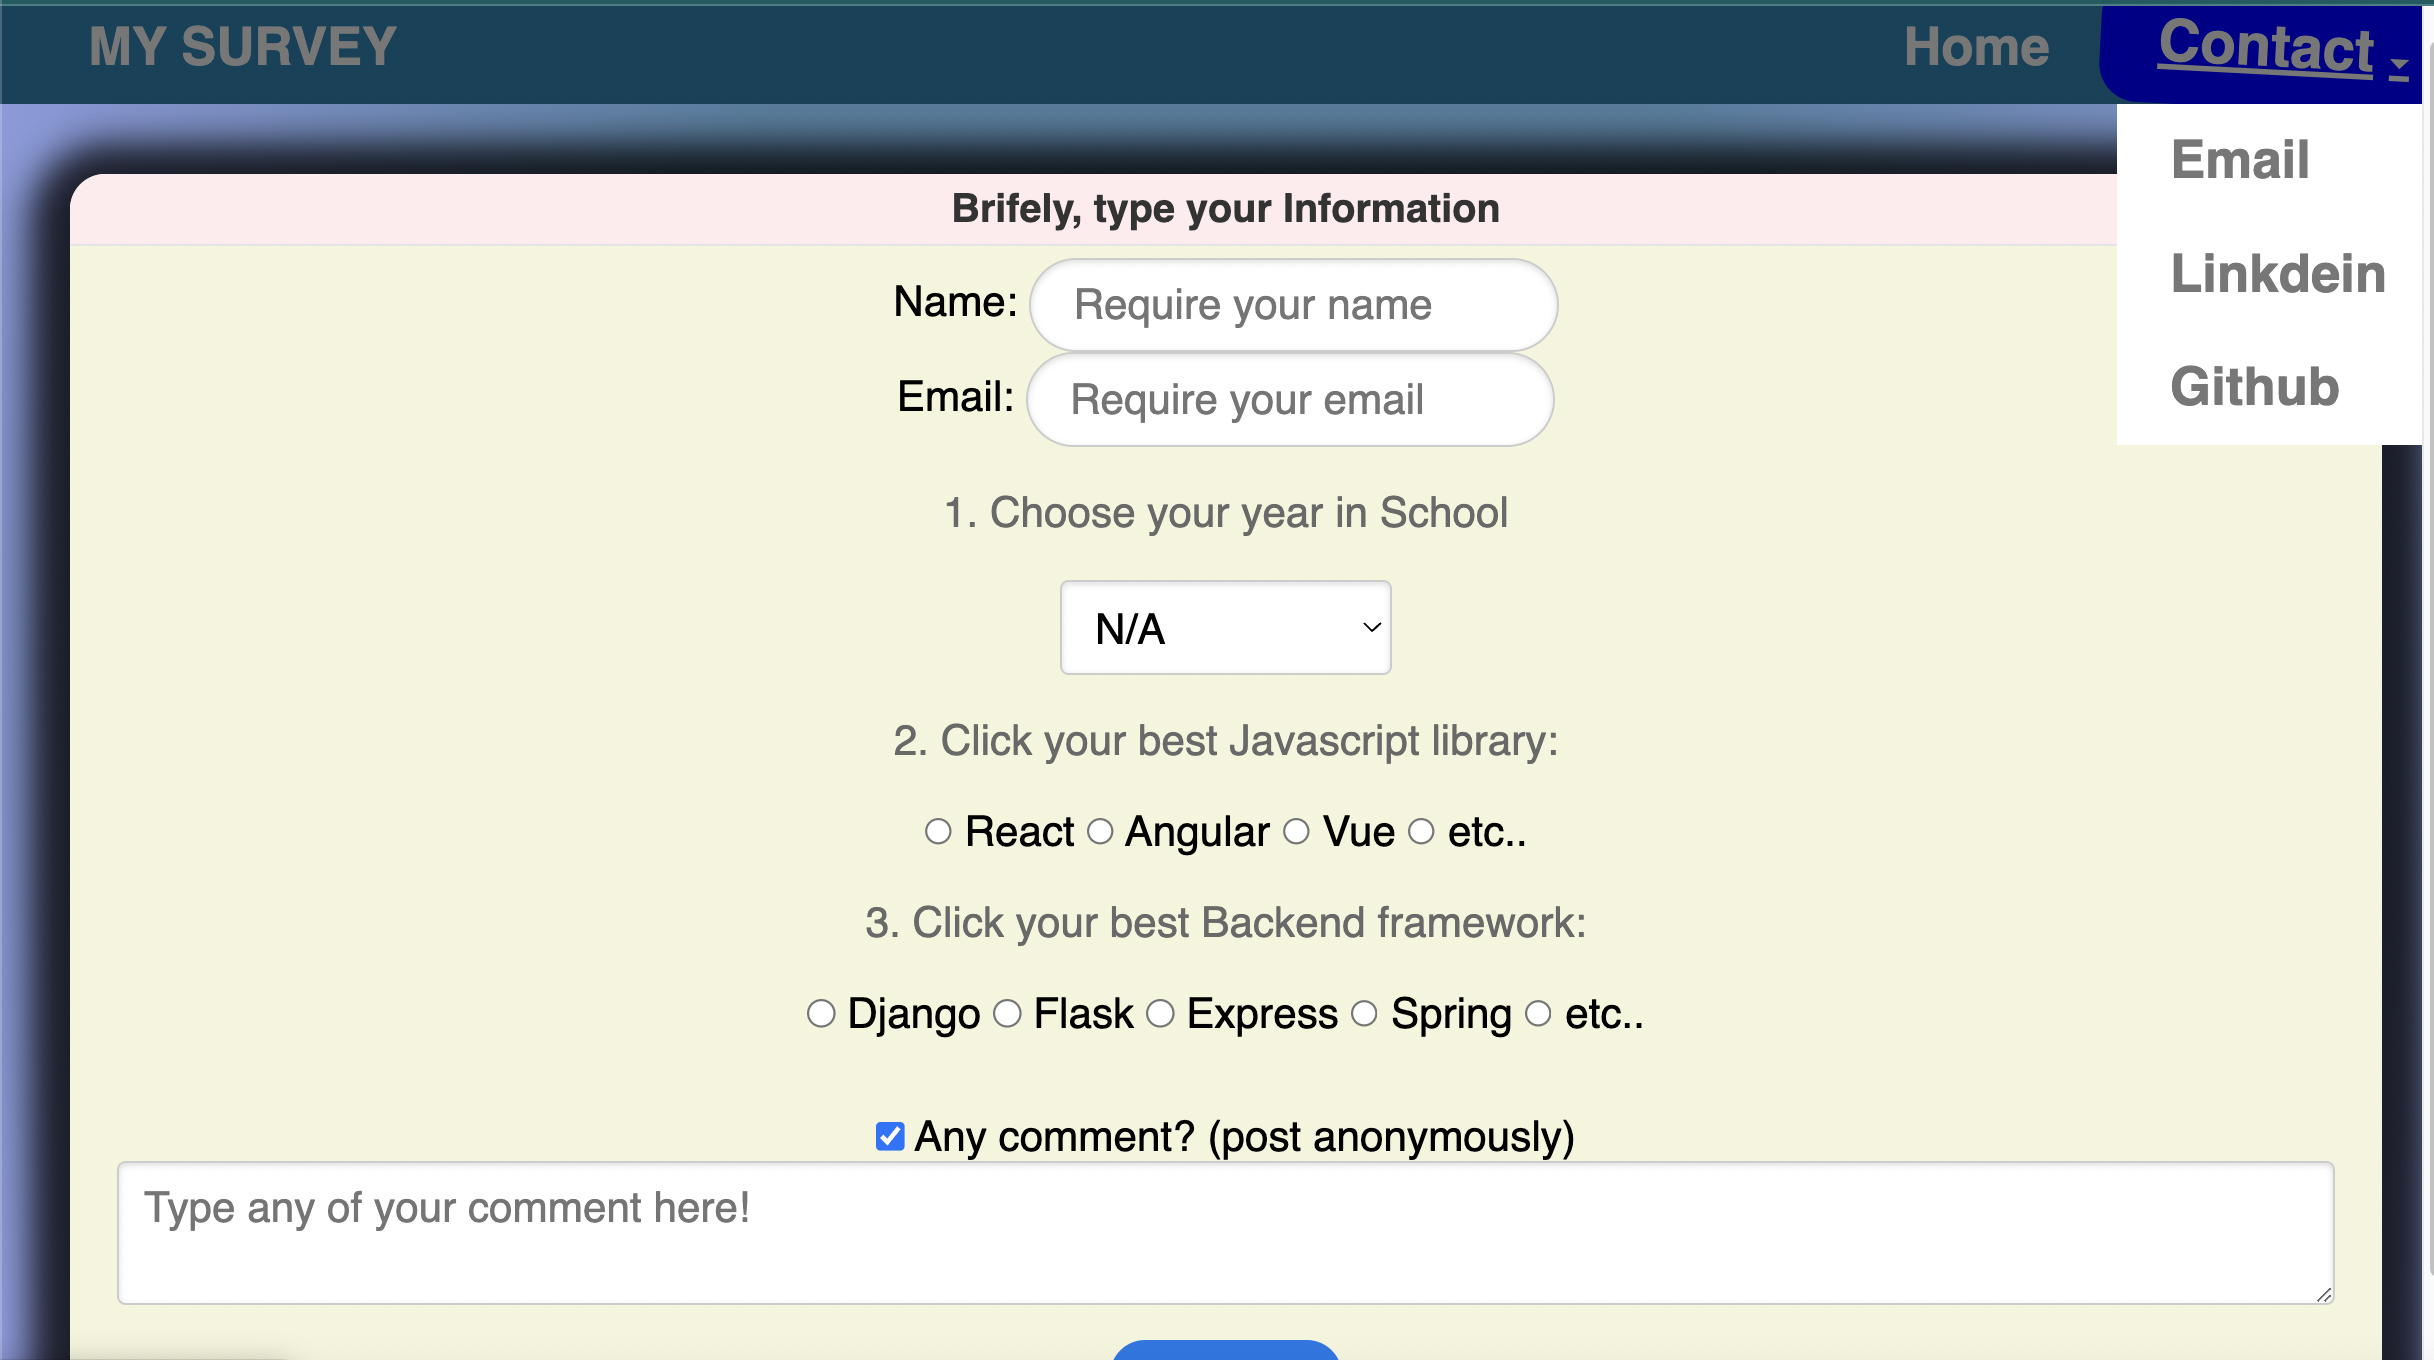 MY SURVEY
Home
Contact
Email
Linkdein
Github
Brifely, type your Information
Name: Require your name
Email: Require your email
1. Choose your year in School
N/A
2. Click your best Javascript library:
React Angular Vue etc..
3. Click your best Backend framework:
Django Flask Express Spring etc..
Any comment? (post anonymously)
Type any of your comment here!